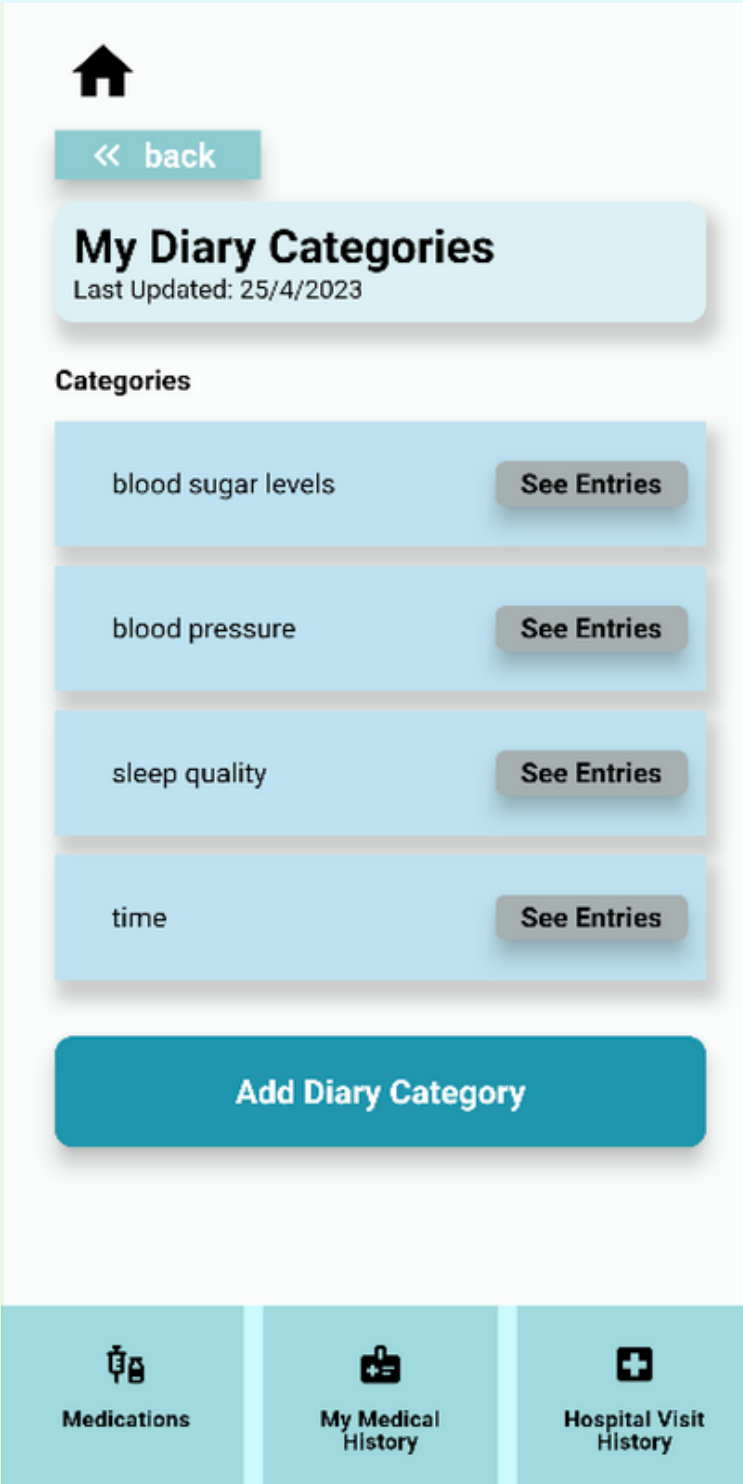 « back
My Diary Categories
Last Updated: 25/4/2023
Categories
blood sugar levels See Entries
blood pressure See Entries
sleep quality See Entries
time See Entries
Add Diary Category
Medications
My Medical
History
Hospital Visit
History